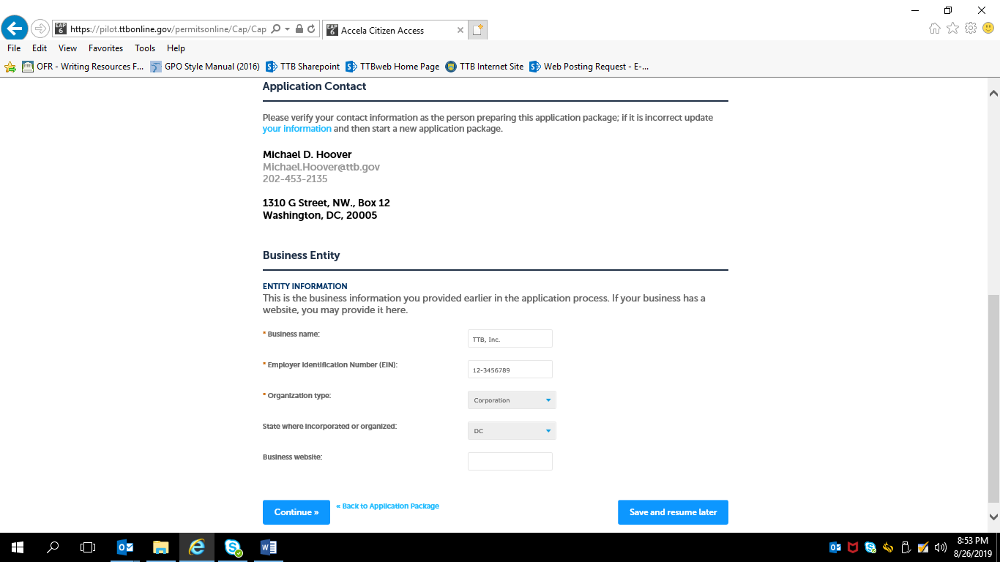 https://pilot.ttbonline.gov/permitsonline/Cap/Cap
EAP 6 Accela Citizen Access
File Edit View Favorites Tools Help
OFR - Writing Resources F... GPO Style Manual (2016) TTB Sharepoint TTBweb Home Page TTB Internet Site Web Posting Request - E-...
Application Contact
Please verify your contact information as the person preparing this application package; if it is incorrect update
your information and then start a new application package.
Michael D. Hoover
Michael.Hoover@ttb.gov
202-453-2135
1310 G Street, NW., Box 12
Washington, DC, 20005
Business Entity
ENTITY INFORMATION
This is the business information you provided earlier in the application process. If your business has a
website, you may provide it here.
* Business name: TTB, Inc.
* Employer Identification Number (EIN): 12-3456789
* Organization type: Corporation
State where incorporated or organized: DC
Business website:
Continue » « Back to Application Package Save and resume later
8:53 PM
8/26/2019